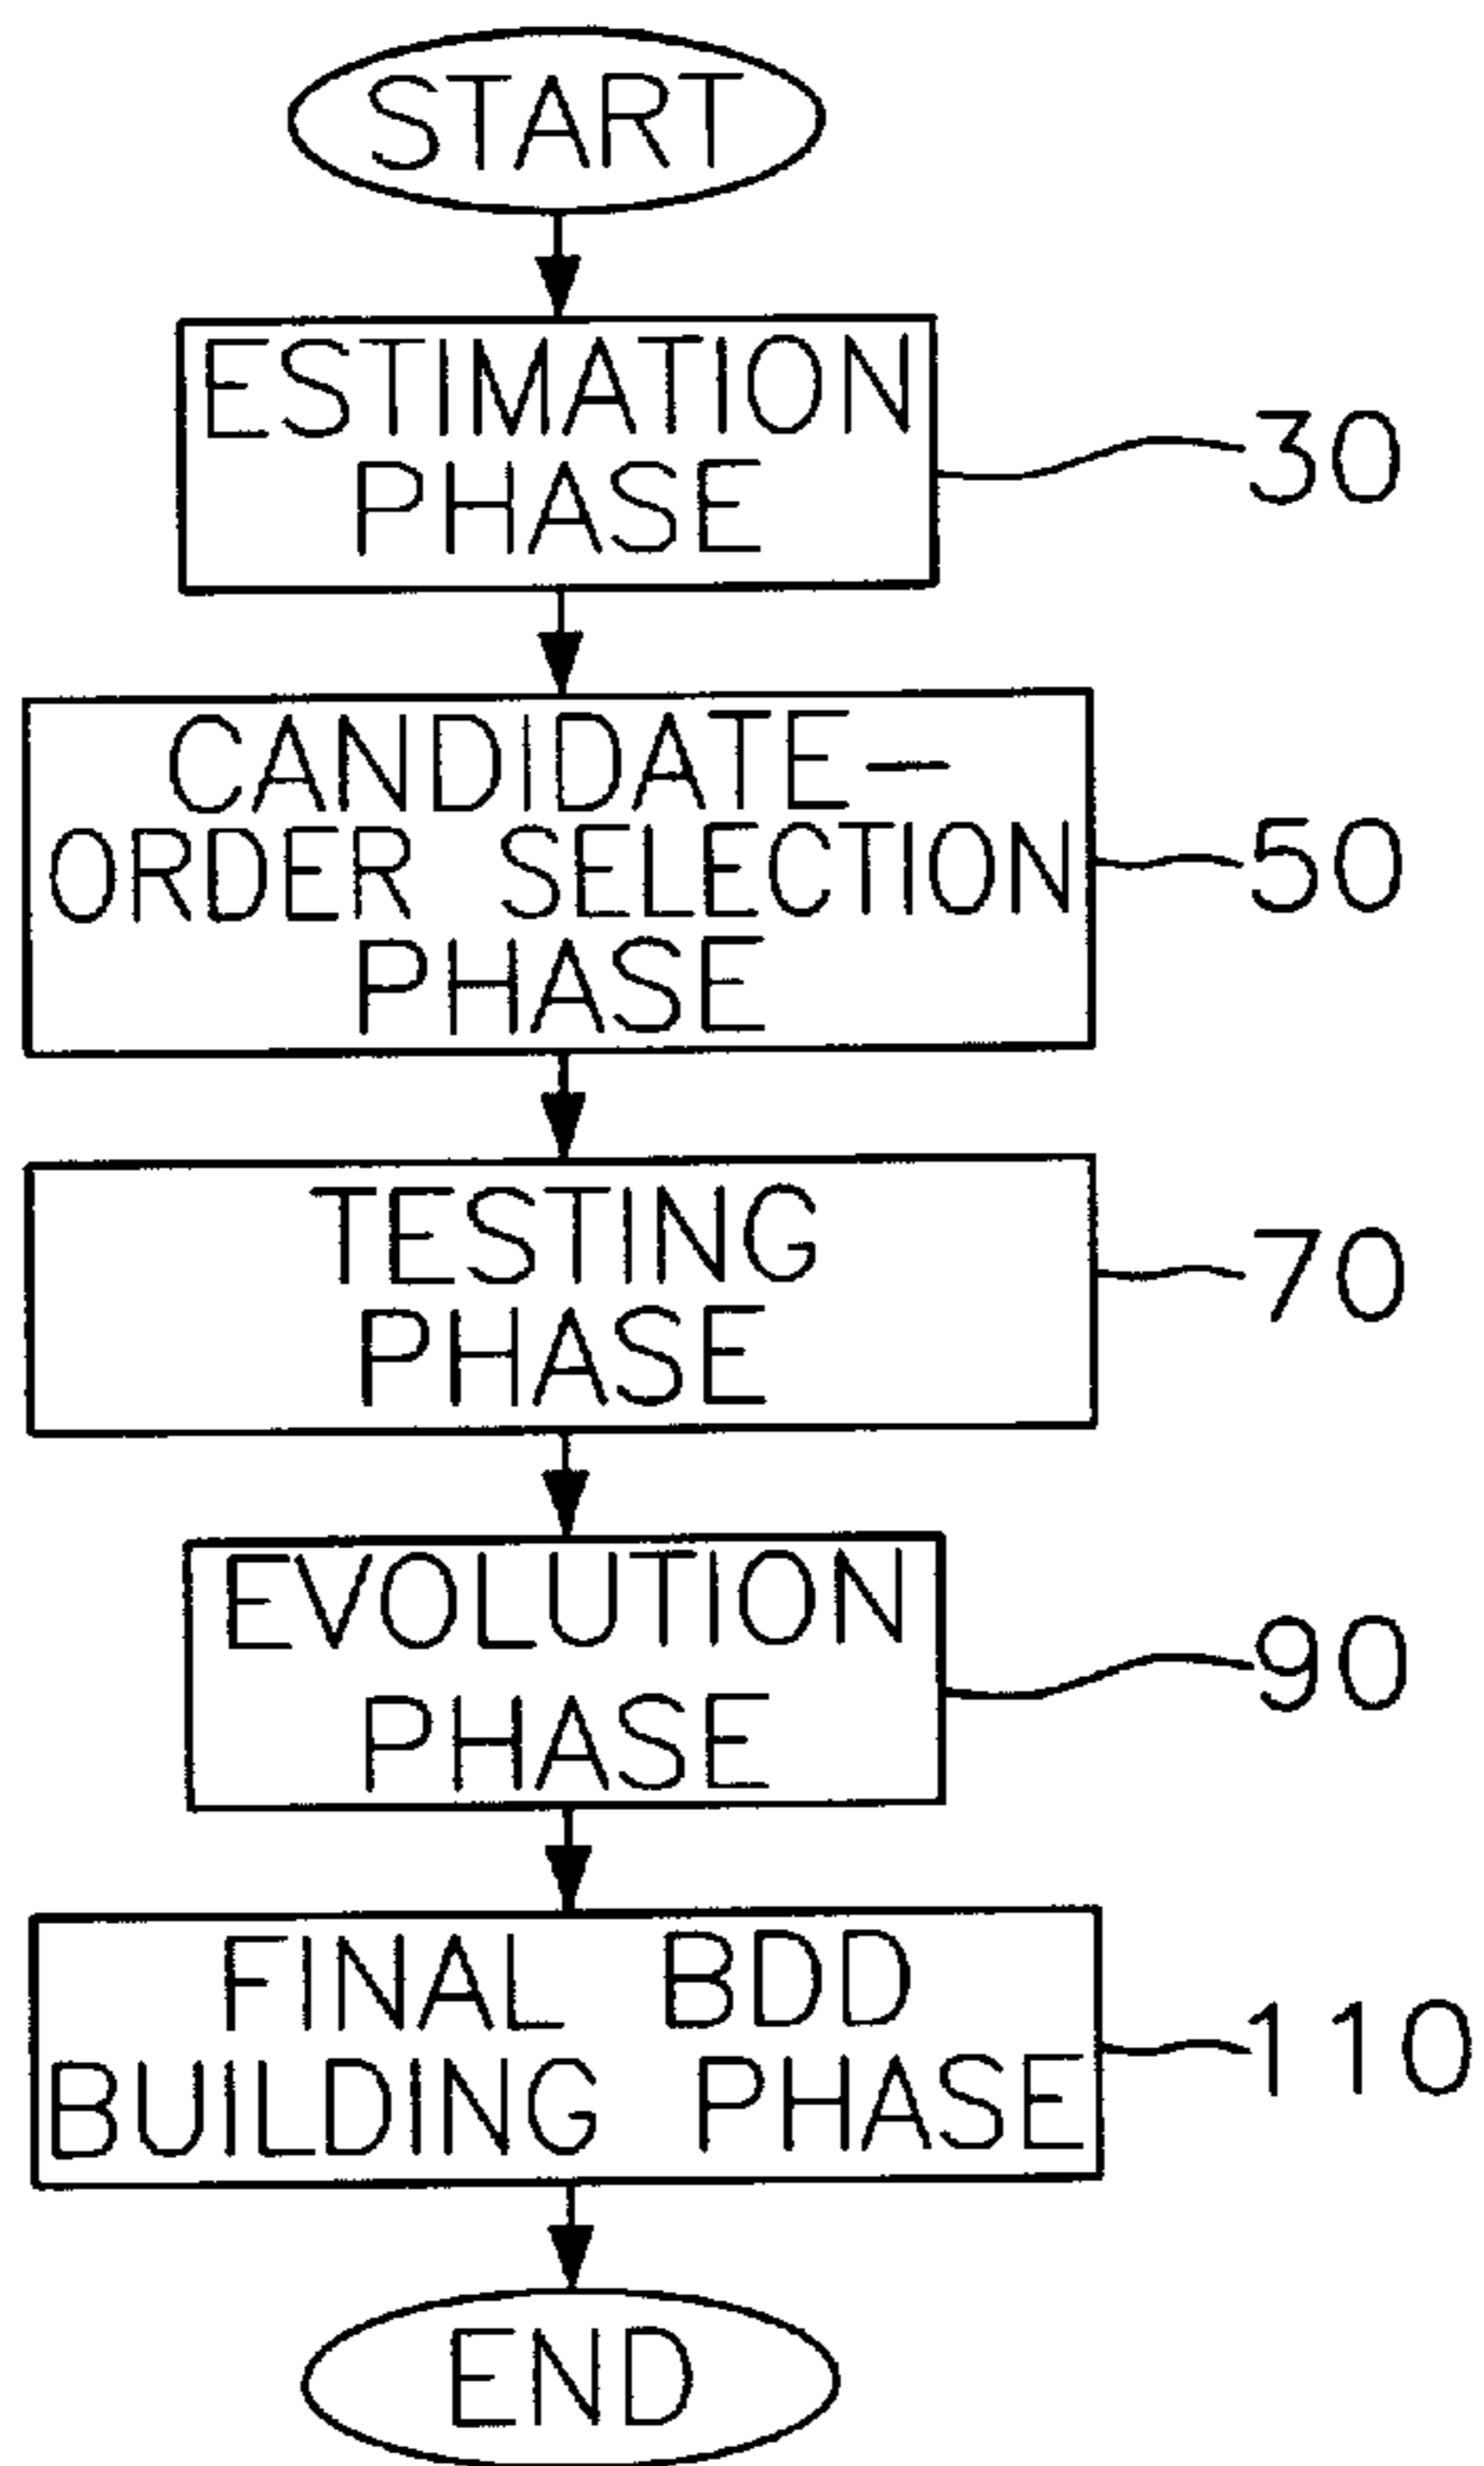 START
ESTIMATION
PHASE
30
CANDIDATE-
ORDER SELECTION
PHASE
50
TESTING
PHASE
70
EVOLUTION
PHASE
90
FINAL BDD
BUILDING PHASE
110
END